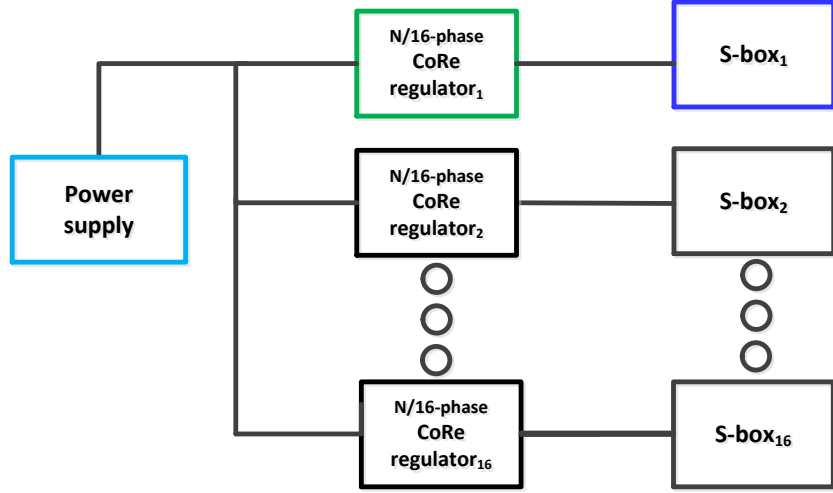 N/16-phase
CoRe
regulator₁
S-box₁
Power
supply
N/16-phase
CoRe
regulator₂
S-box₂
N/16-phase
CoRe
regulator₁₆
S-box₁₆